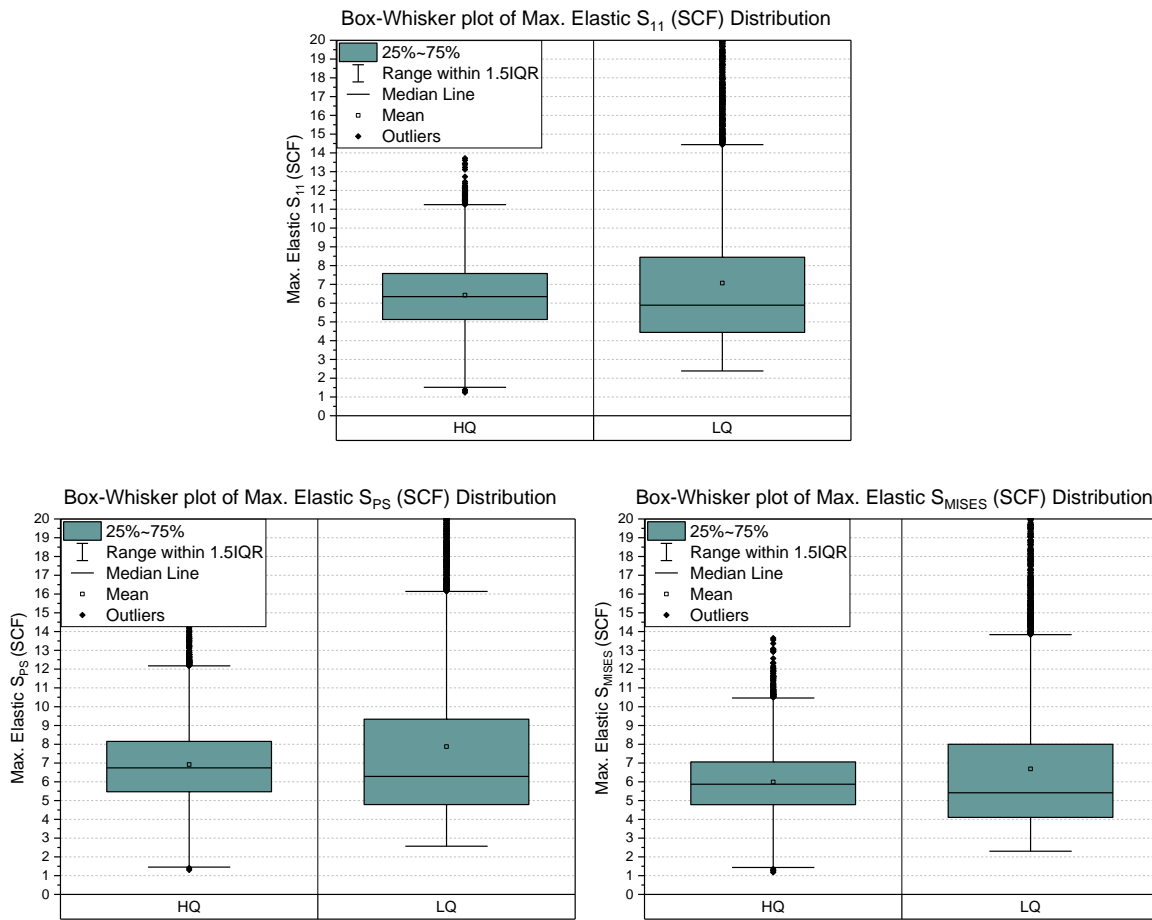 Box-Whisker plot of Max. Elastic S₁₁ (SCF) Distribution
Max. Elastic S₁₁ (SCF)
20
19
18
17
16
15
14
13
12
11
10
9
8
7
6
5
4
3
2
1
0
25%~75%
Range within 1.5IQR
Median Line
Mean
Outliers
HQ
LQ
Box-Whisker plot of Max. Elastic S_PS (SCF) Distribution
Max. Elastic S_PS (SCF)
20
19
18
17
16
15
14
13
12
11
10
9
8
7
6
5
4
3
2
1
0
25%~75%
Range within 1.5IQR
Median Line
Mean
Outliers
HQ
LQ
Box-Whisker plot of Max. Elastic S_MISES (SCF) Distribution
Max. Elastic S_MISES (SCF)
20
19
18
17
16
15
14
13
12
11
10
9
8
7
6
5
4
3
2
1
0
25%~75%
Range within 1.5IQR
Median Line
Mean
Outliers
HQ
LQ